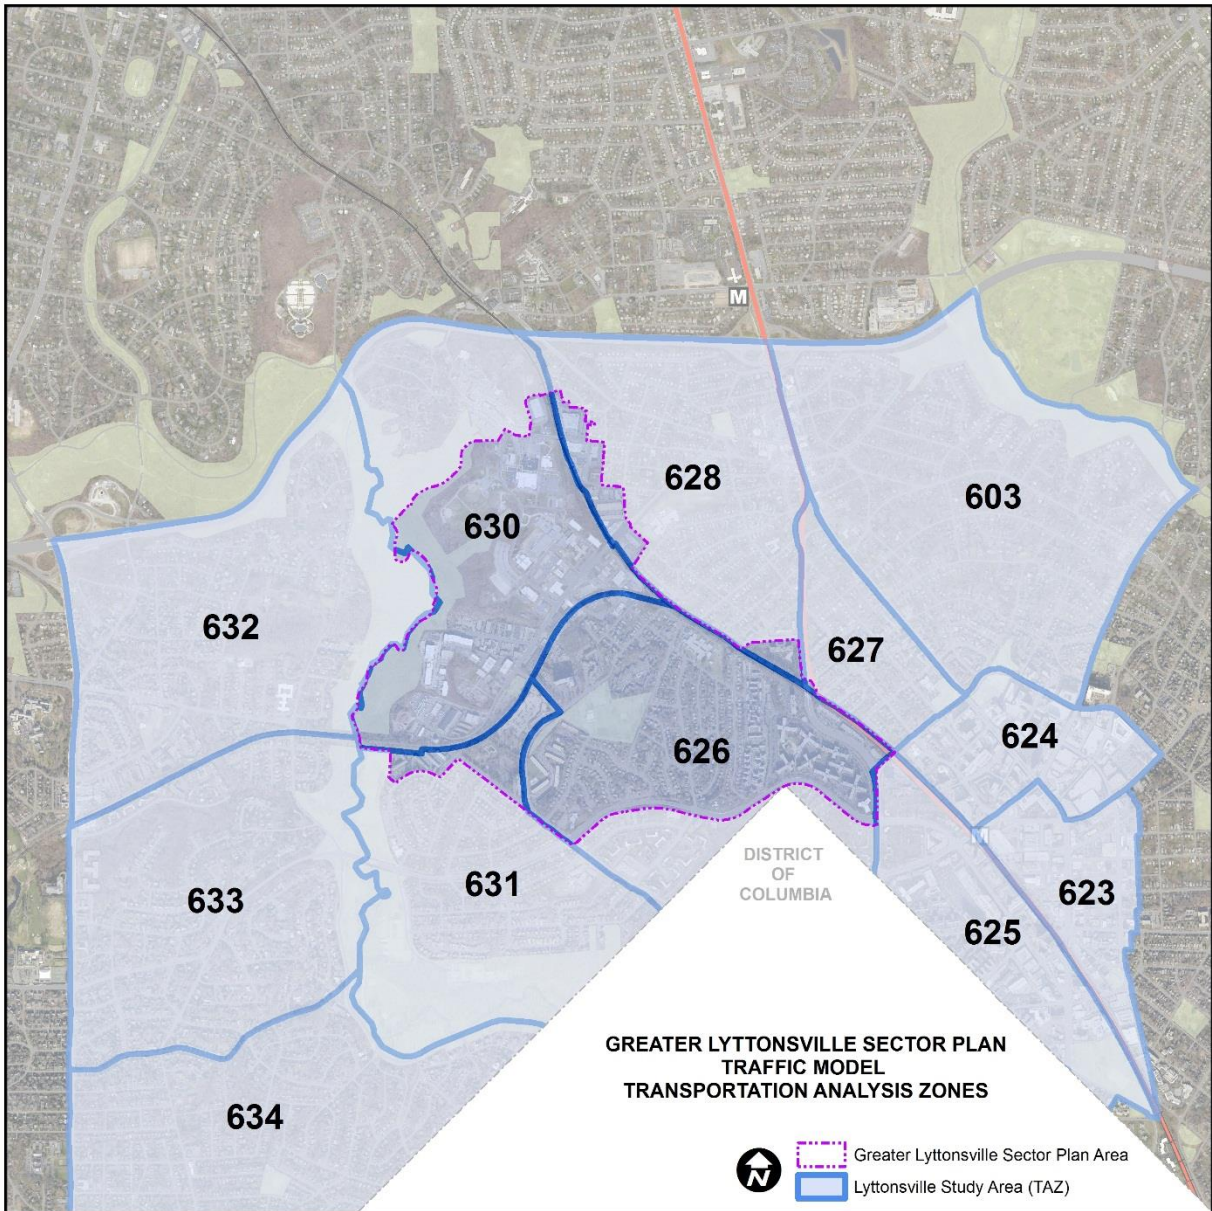 M
628
603
630
632
627
624
626
M
631
DISTRICT
OF
COLUMBIA
623
633
625
GREATER LYTTONSVILLE SECTOR PLAN
TRAFFIC MODEL
TRANSPORTATION ANALYSIS ZONES
634
N
Greater Lyttonsville Sector Plan Area
Lyttonsville Study Area (TAZ)